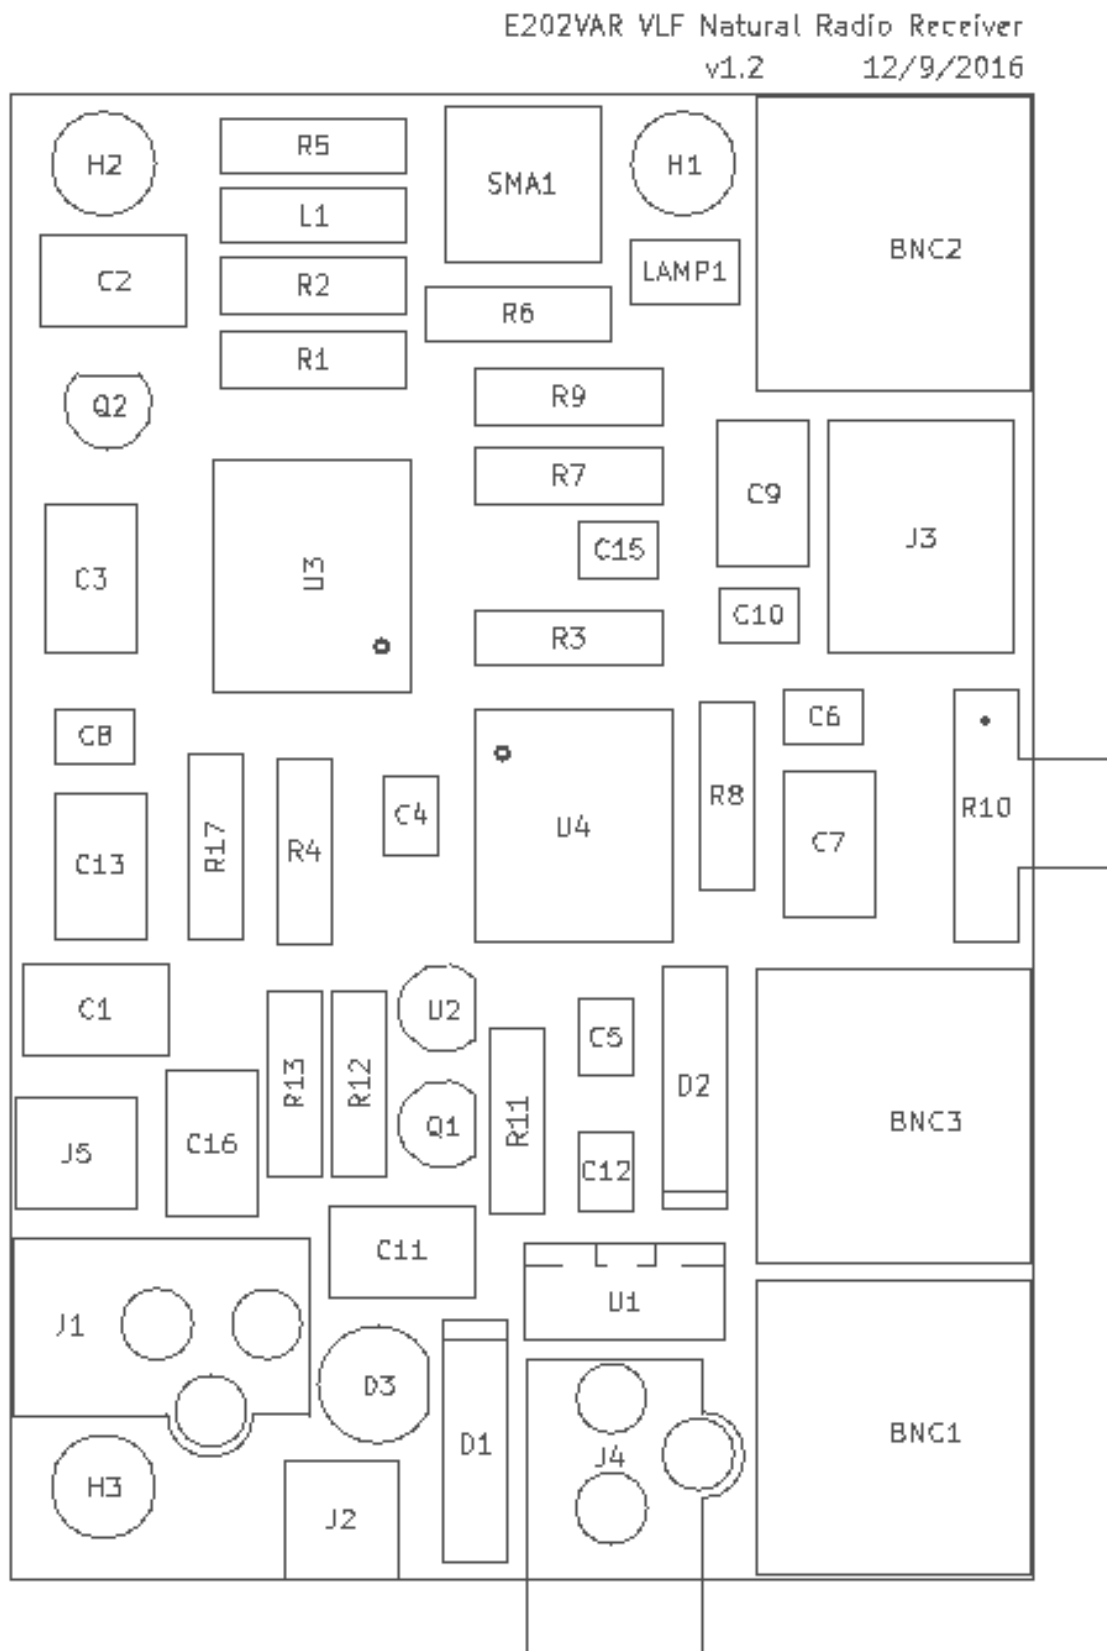 E202VAR VLF Natural Radio Receiver
v1.2 12/9/2016
H2
R5
SMA1
H1
L1
BNC2
C2
R2
LAMP1
R6
R1
R9
Q2
R7
C9
J3
C15
C3
U3
C10
R3
C8
C6
R17
R4
C4
U4
R8
C7
R10
C13
C1
U2
C5
R13
R12
D2
R11
Q1
BNC3
J5
C16
C12
C11
U1
J1
D3
D1
J4
BNC1
H3
J2